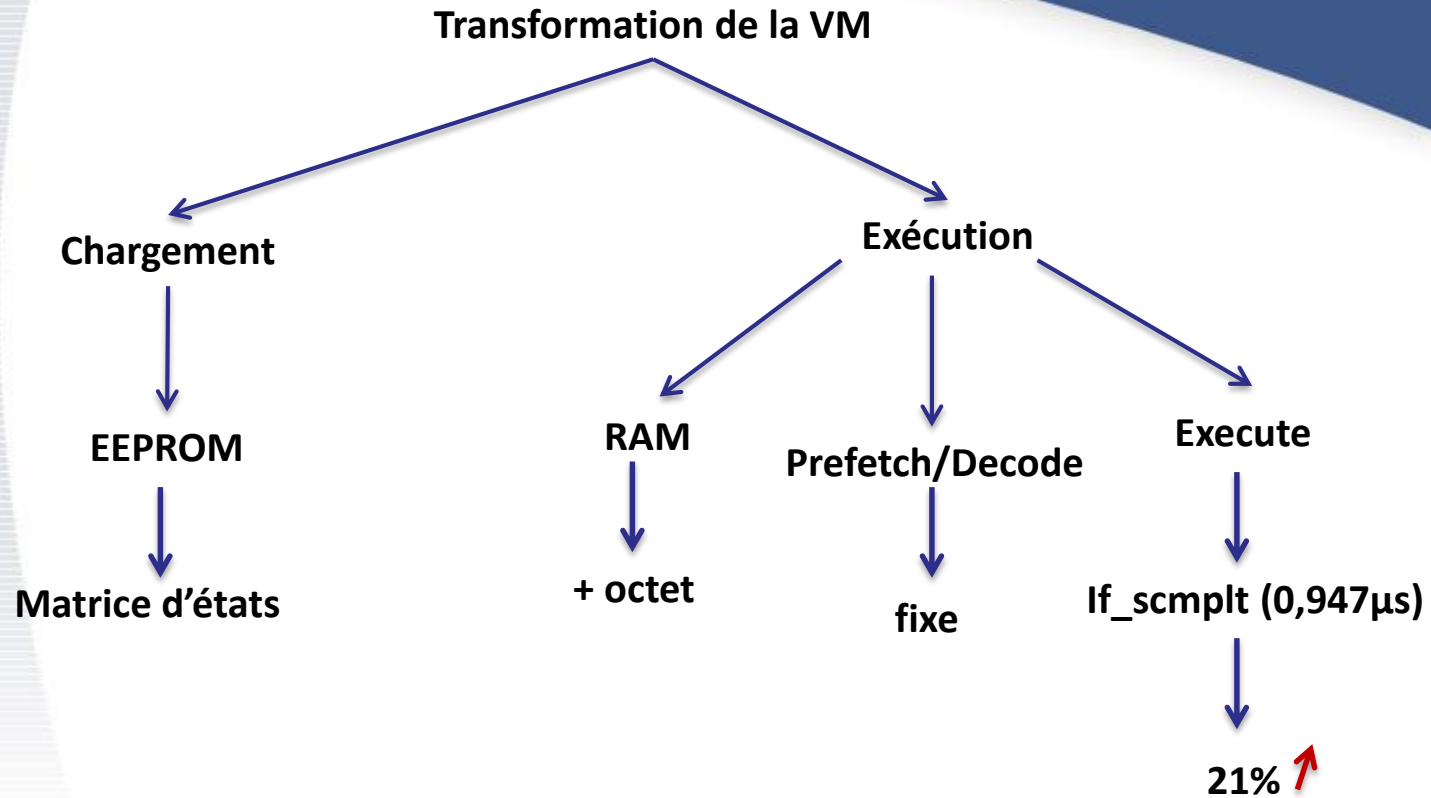 Transformation de la VM
Chargement
Exécution
EEPROM
RAM
Prefetch/Decode
Execute
Matrice d’états
+ octet
fixe
If_scmplt (0,947µs)
21%